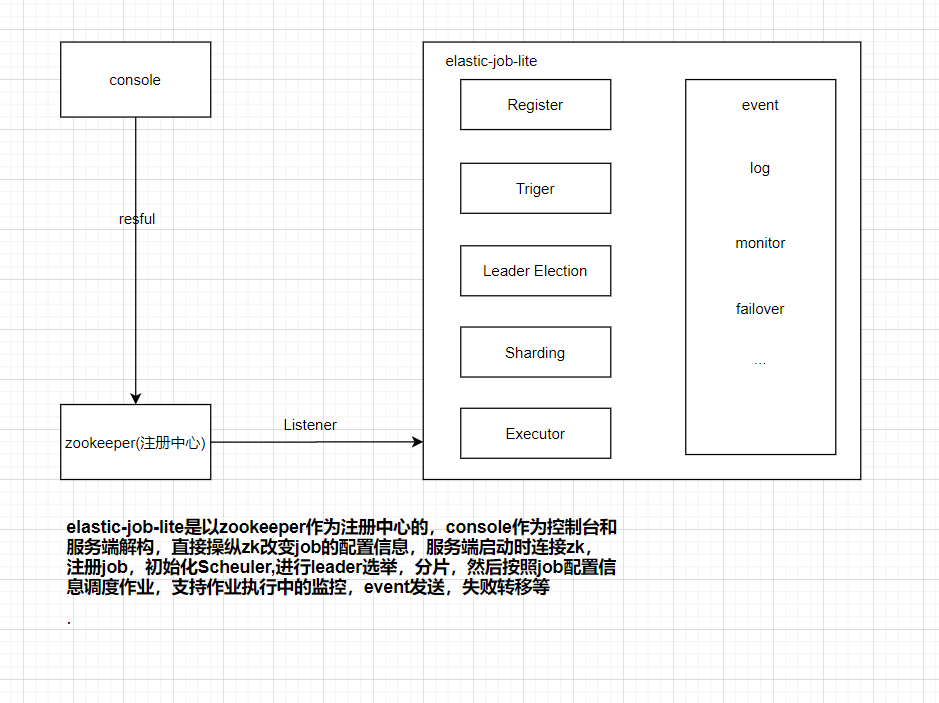 console
resful
zookeeper(注册中心)
Listener
elastic-job-lite
Register
Triger
Leader Election
Sharding
Executor
event
log
monitor
failover
...
elastic-job-lite是以zookeeper作为注册中心的，console作为控制台和
服务端解构，直接操纵zk改变job的配置信息，服务端启动时连接zk，
注册job，初始化Scheuler,进行leader选举，分片，然后按照job配置信
息调度作业，支持作业执行中的监控，event发送，失败转移等
.